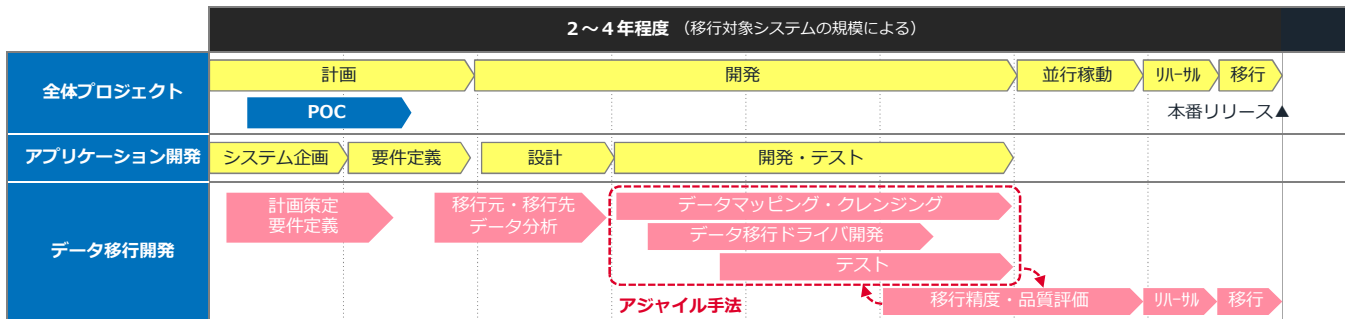 2～4年程度 （移行対象システムの規模による）
全体プロジェクト
計画
開発
並行稼動
ﾘﾊｰｻﾙ
移行
POC
本番リリース▲
アプリケーション開発
システム企画
要件定義
設計
開発・テスト
データ移行開発
計画策定
要件定義
移行元・移行先
データ分析
データマッピング・クレンジング
データ移行ドライバ開発
テスト
アジャイル手法
移行精度・品質評価
ﾘﾊｰｻﾙ
移行